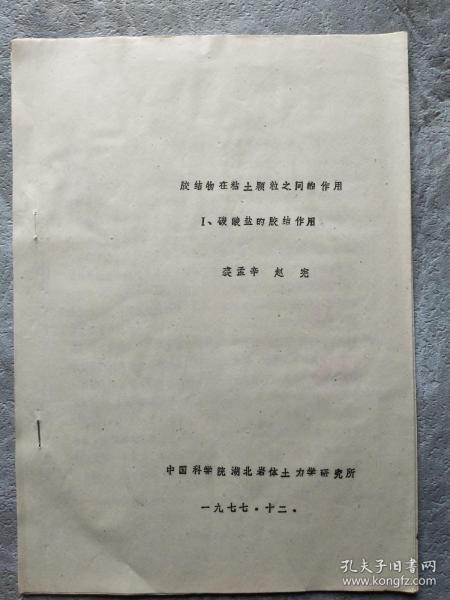 胶结物在粘土颗粒之间的作用
I、碳酸盐的胶结作用
裘孟辛 赵宪
中国科学院湖北岩体土力学研究所
一九七七·十二·
孔夫子旧书网
www.kongfz.com